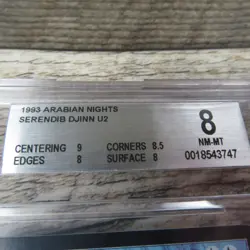 1993 ARABIAN NIGHTS
SERENDIB DJINN U2
CENTERING 9 CORNERS 8.5
EDGES 8 SURFACE 8
8
NM-MT
0018543747